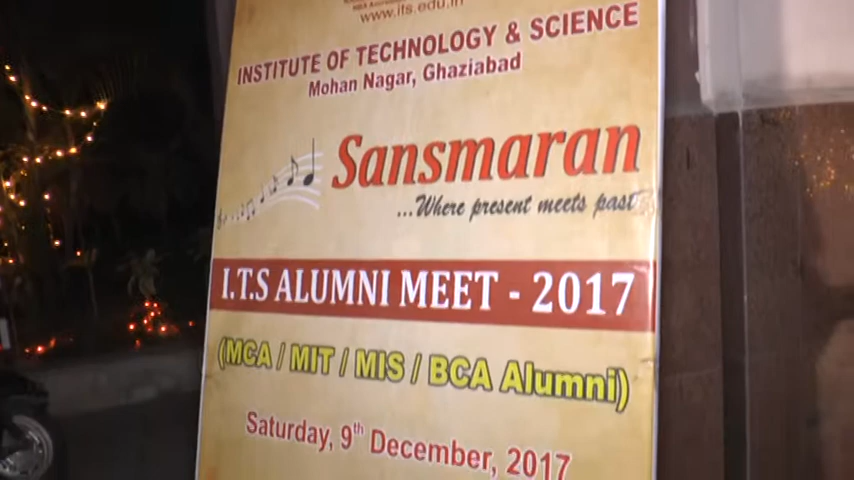 www.its.edu.in
INSTITUTE OF TECHNOLOGY & SCIENCE
Mohan Nagar, Ghaziabad
Sansmaran
...Where present meets past
I.T.S ALUMNI MEET - 2017
(MCA / MIT / MIS / BCA Alumni)
Saturday, 9th December, 2017